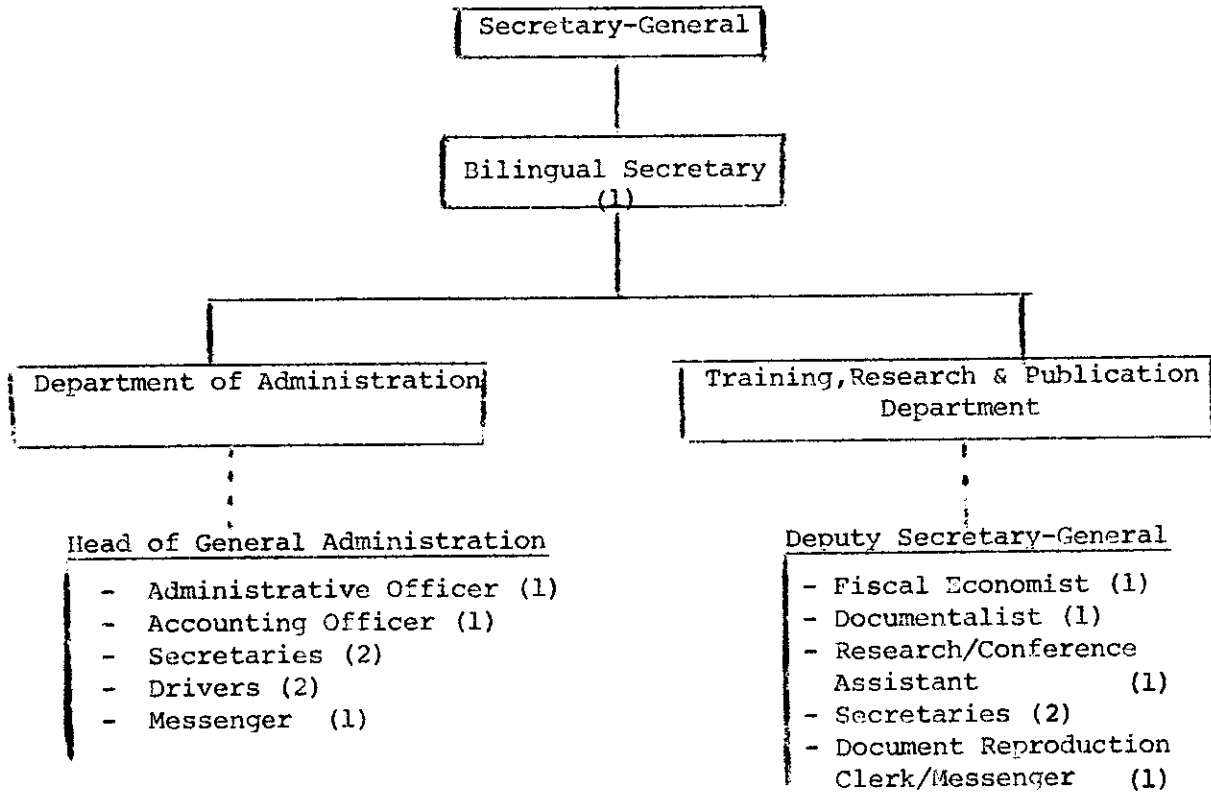 Secretary-General
Bilingual Secretary
(1)
Department of Administration
Training,Research & Publication
Department
Head of General Administration
- Administrative Officer (1)
- Accounting Officer (1)
- Secretaries (2)
- Drivers (2)
- Messenger (1)
Deputy Secretary-General
- Fiscal Economist (1)
- Documentalist (1)
- Research/Conference
Assistant (1)
- Secretaries (2)
- Document Reproduction
Clerk/Messenger (1)